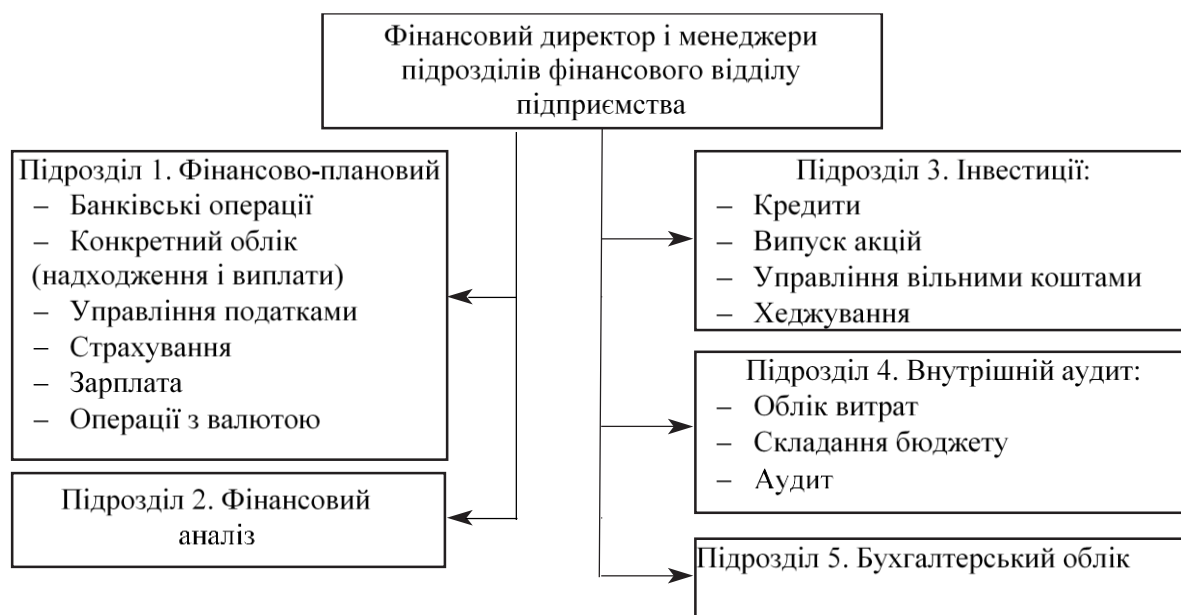 Фінансовий директор і менеджери
підрозділів фінансового відділу
підприємства
Підрозділ 1. Фінансово-плановий
– Банківські операції
– Конкретний облік
(надходження і виплати)
– Управління податками
– Страхування
– Зарплата
– Операції з валютою
Підрозділ 2. Фінансовий
аналіз
Підрозділ 3. Інвестиції:
– Кредити
– Випуск акцій
– Управління вільними коштами
– Хеджування
Підрозділ 4. Внутрішній аудит:
– Облік витрат
– Складання бюджету
– Аудит
Підрозділ 5. Бухгалтерський облік